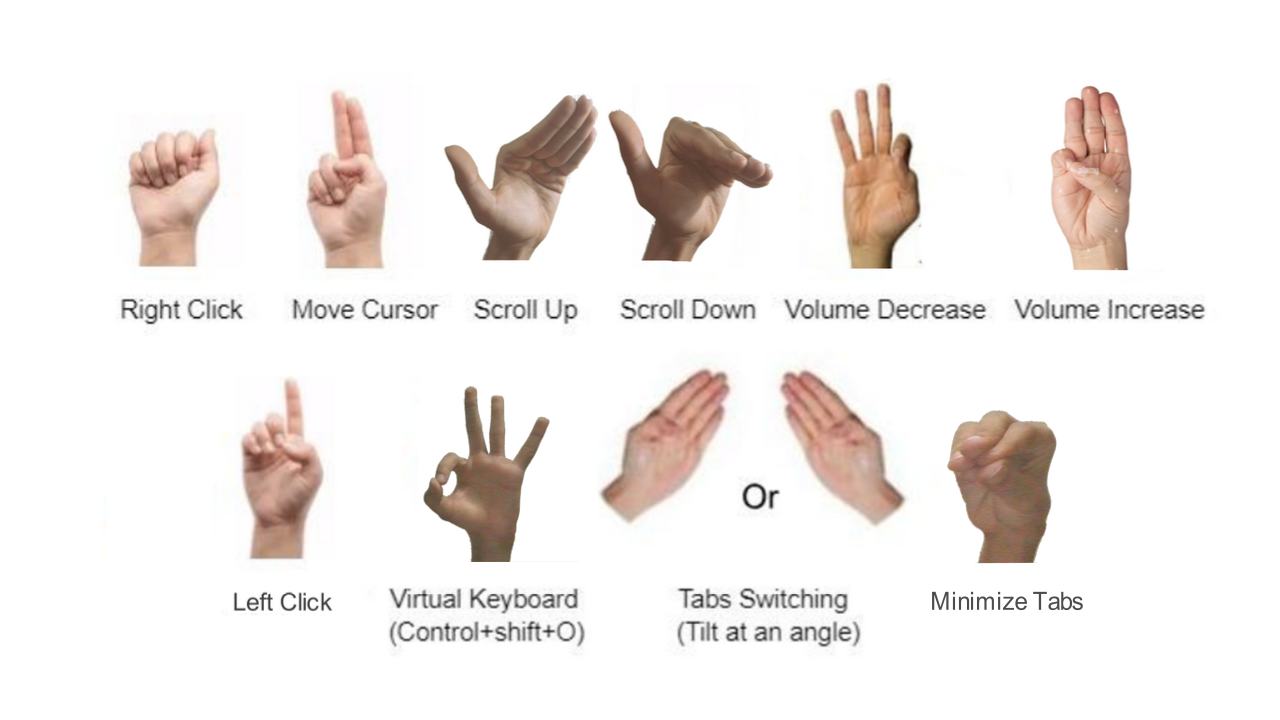 Right Click
Move Cursor
Scroll Up
Scroll Down
Volume Decrease
Volume Increase
Or
Left Click
Virtual Keyboard
(Control+shift+O)
Tabs Switching
(Tilt at an angle)
Minimize Tabs